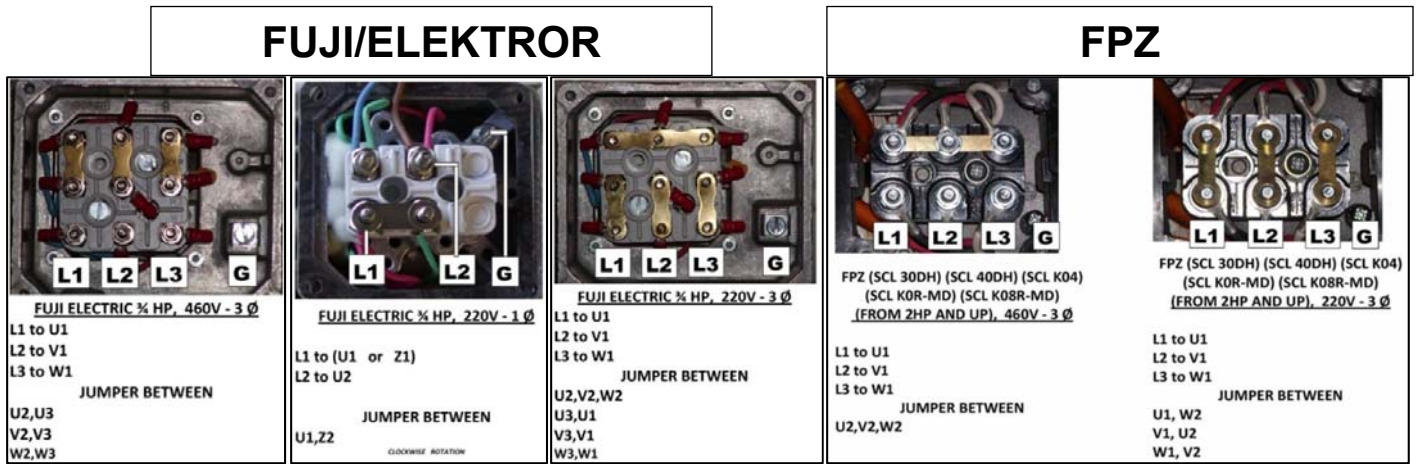 FUJI/ELEKTROR
L1 L2 L3 G
FUJI ELECTRIC ¾ HP, 460V - 3 Ø
L1 to U1
L2 to V1
L3 to W1
JUMPER BETWEEN
U2,U3
V2,V3
W2,W3
L1 L2 G
FUJI ELECTRIC ¾ HP, 220V - 1 Ø
L1 to (U1 or Z1)
L2 to U2
JUMPER BETWEEN
U1,Z2
CLOCKWISE ROTATION
L1 L2 L3 G
FUJI ELECTRIC ¾ HP, 220V - 3 Ø
L1 to U1
L2 to V1
L3 to W1
JUMPER BETWEEN
U2,V2,W2
U3,U1
V3,V1
W3,W1
FPZ
L1 L2 L3 G
FPZ (SCL 30DH) (SCL 40DH) (SCL K04)
(SCL K0R-MD) (SCL K08R-MD)
(FROM 2HP AND UP), 460V - 3 Ø
L1 to U1
L2 to V1
L3 to W1
JUMPER BETWEEN
U2,V2,W2
L1 L2 L3 G
FPZ (SCL 30DH) (SCL 40DH) (SCL K04)
(SCL K0R-MD) (SCL K08R-MD)
(FROM 2HP AND UP), 220V - 3 Ø
L1 to U1
L2 to V1
L3 to W1
JUMPER BETWEEN
U1, W2
V1, U2
W1, V2